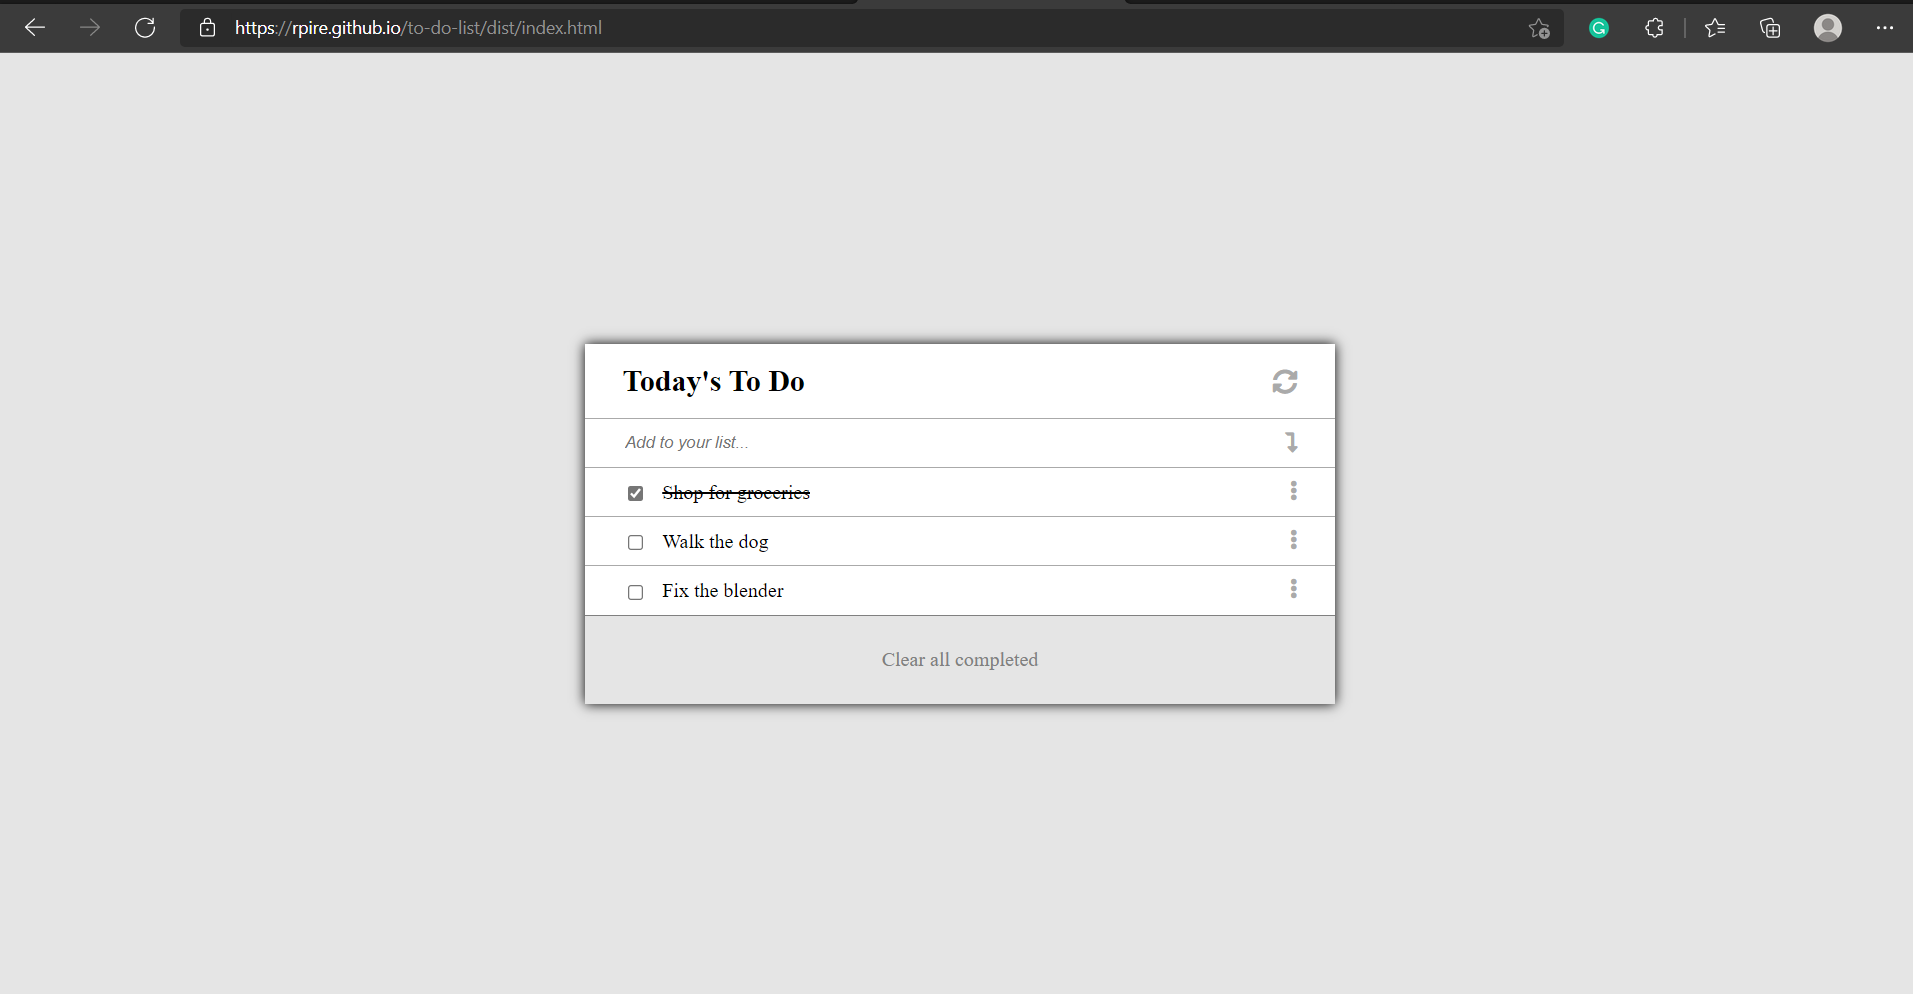 https://rpire.github.io/to-do-list/dist/index.html
Today's To Do
Add to your list...
Shop for groceries
Walk the dog
Fix the blender
Clear all completed